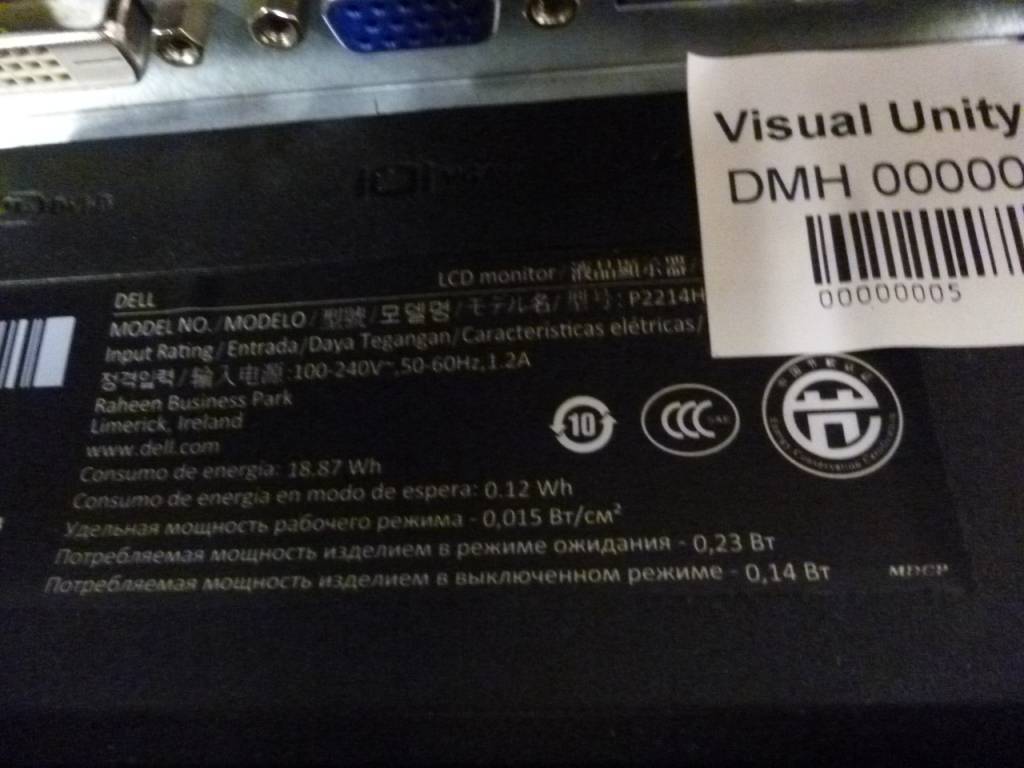 Visual Unity
DMH 00000
00000005
DELL
LCD monitor / 液晶顯示器 /
MODEL NO. / MODELO / 型號 / 모델명 / モデル名 / 型号 : P2214H
Input Rating / Entrada / Daya Tegangan / Características elétricas /
정격입력 / 输入电源 :100-240V~,50-60Hz,1.2A
Raheen Business Park
Limerick, Ireland
www.dell.com
Consumo de energía: 18.87 Wh
Consumo de energía en modo de espera: 0.12 Wh
Удельная мощность рабочего режима - 0,015 Вт/см²
Потребляемая мощность изделием в режиме ожидания - 0,23 Вт
Потребляемая мощность изделием в выключенном режиме - 0,14 Вт
10
CCC
MDCP